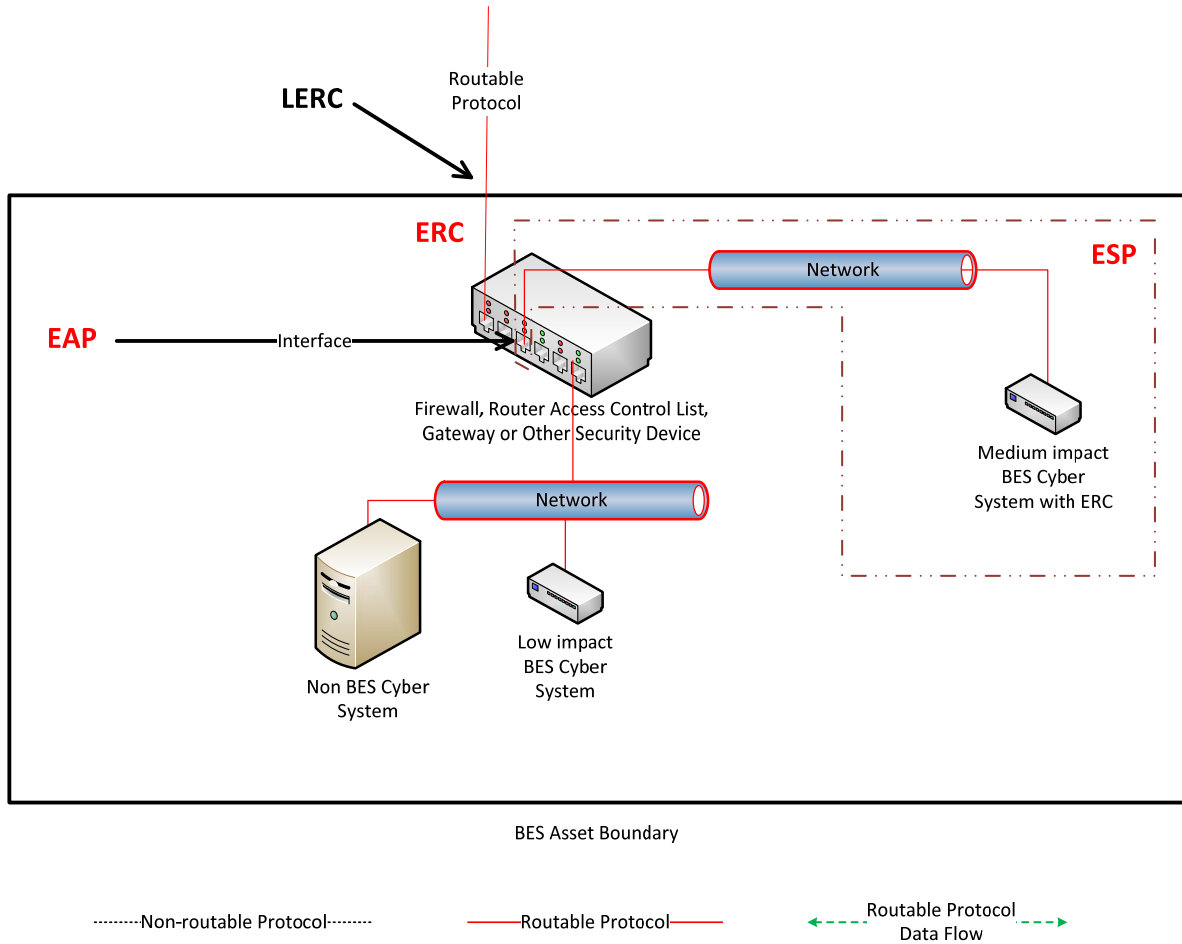 Routable
Protocol
LERC
ERC
ESP
Network
EAP
Interface
Firewall, Router Access Control List,
Gateway or Other Security Device
Medium impact
BES Cyber
System with ERC
Network
Low impact
BES Cyber
System
Non BES Cyber
System
BES Asset Boundary
Non-routable Protocol
Routable Protocol
Routable Protocol
Data Flow